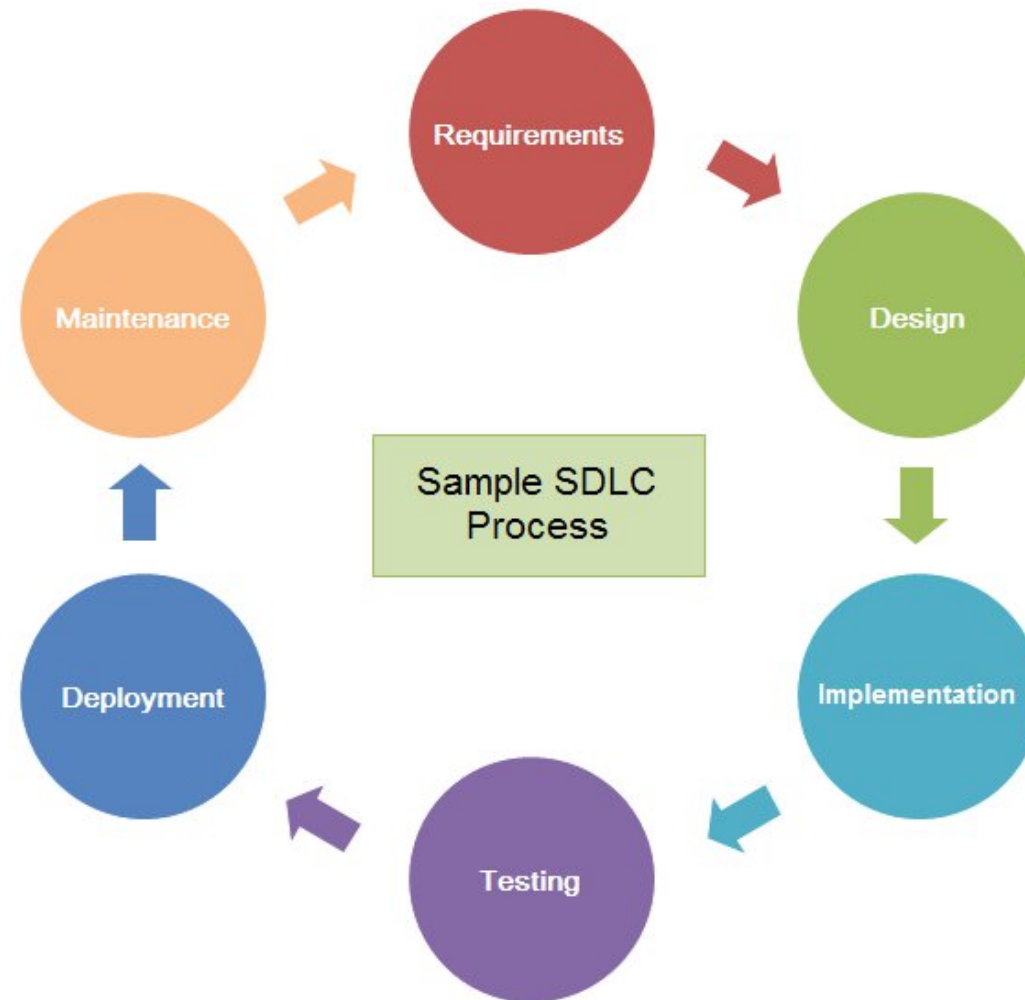 Requirements
Design
Implementation
Testing
Deployment
Maintenance
Sample SDLC
Process